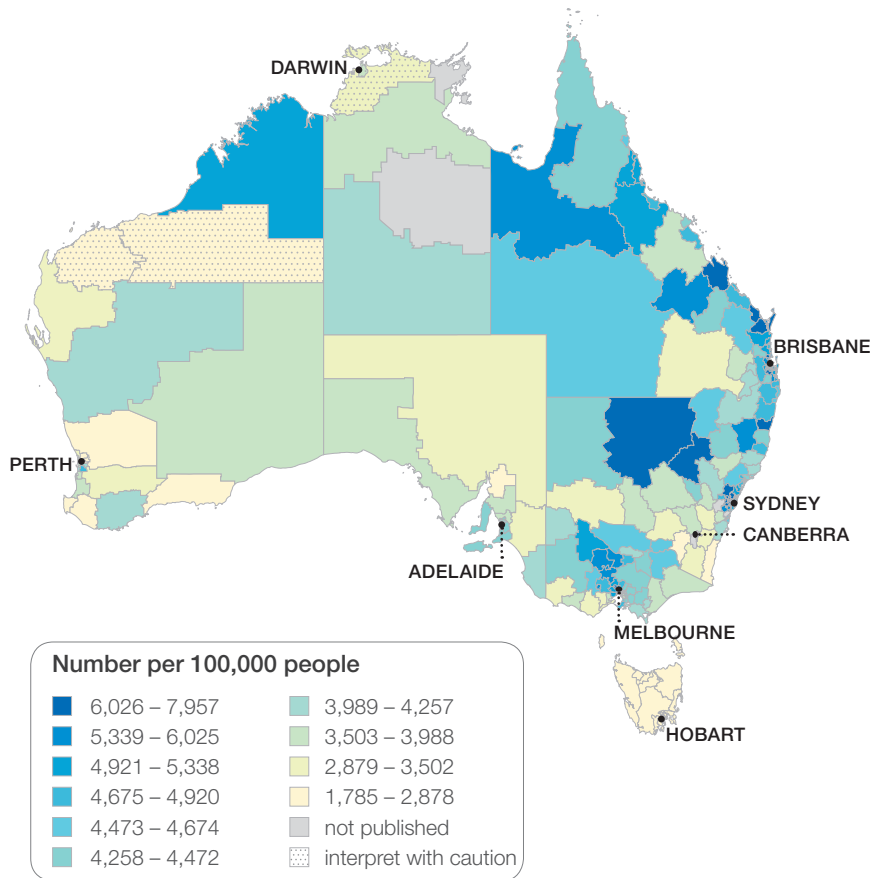 DARWIN
BRISBANE
PERTH
SYDNEY
CANBERRA
ADELAIDE
MELBOURNE
HOBART
Number per 100,000 people
6,026 – 7,957
5,339 – 6,025
4,921 – 5,338
4,675 – 4,920
4,473 – 4,674
4,258 – 4,472
3,989 – 4,257
3,503 – 3,988
2,879 – 3,502
1,785 – 2,878
not published
interpret with caution